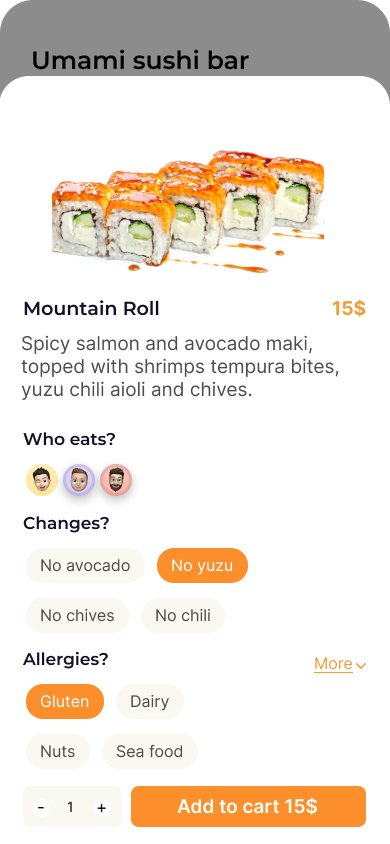 Umami sushi bar
Mountain Roll 15$
Spicy salmon and avocado maki,
topped with shrimps tempura bites,
yuzu chili aioli and chives.
Who eats?
Changes?
No avocado No yuzu
No chives No chili
Allergies? More
Gluten Dairy
Nuts Sea food
- 1 + Add to cart 15$